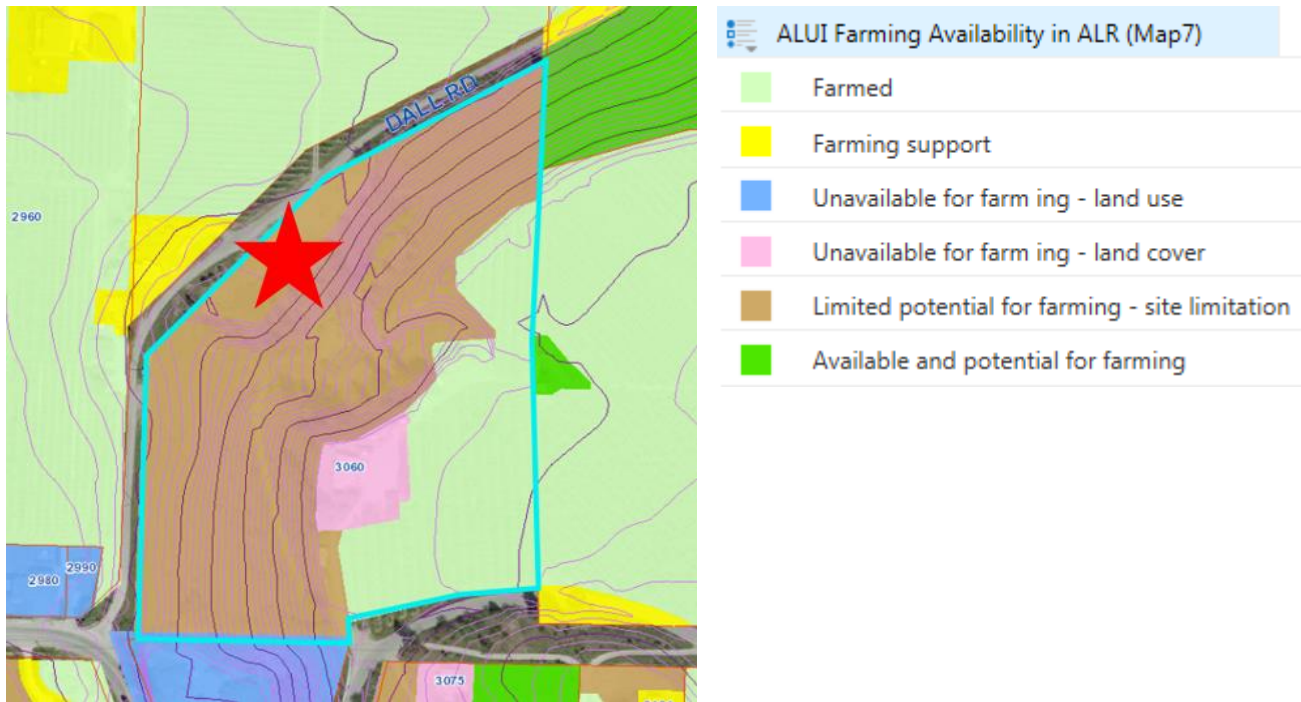 DALL RD
2960
3060
2990
2980
3075
ALUI Farming Availability in ALR (Map7)
Farmed
Farming support
Unavailable for farm ing - land use
Unavailable for farm ing - land cover
Limited potential for farming - site limitation
Available and potential for farming